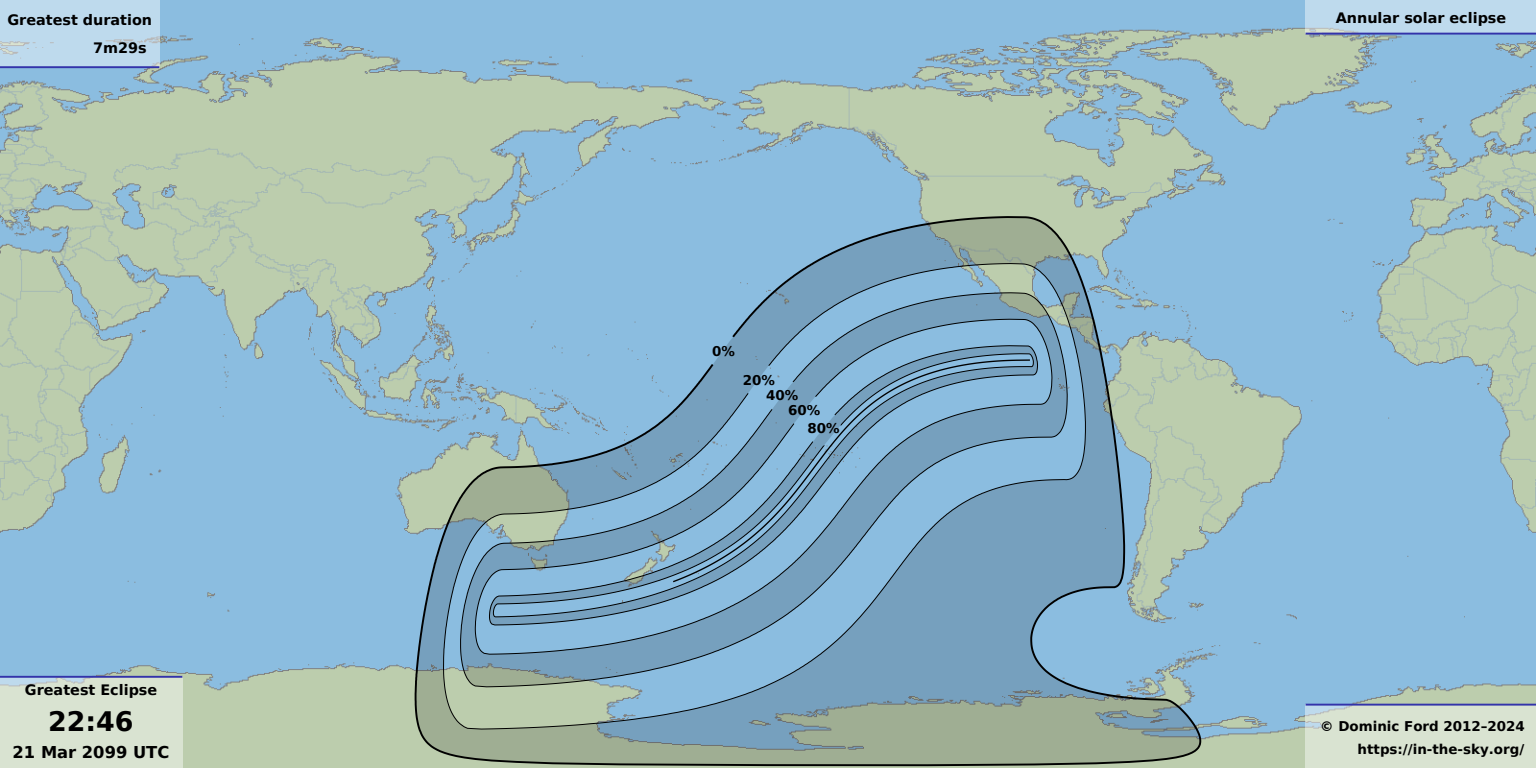 Greatest duration
7m29s
Annular solar eclipse
0%
20%
40%
60%
80%
Greatest Eclipse
22:46
21 Mar 2099 UTC
© Dominic Ford 2012–2024
https://in-the-sky.org/